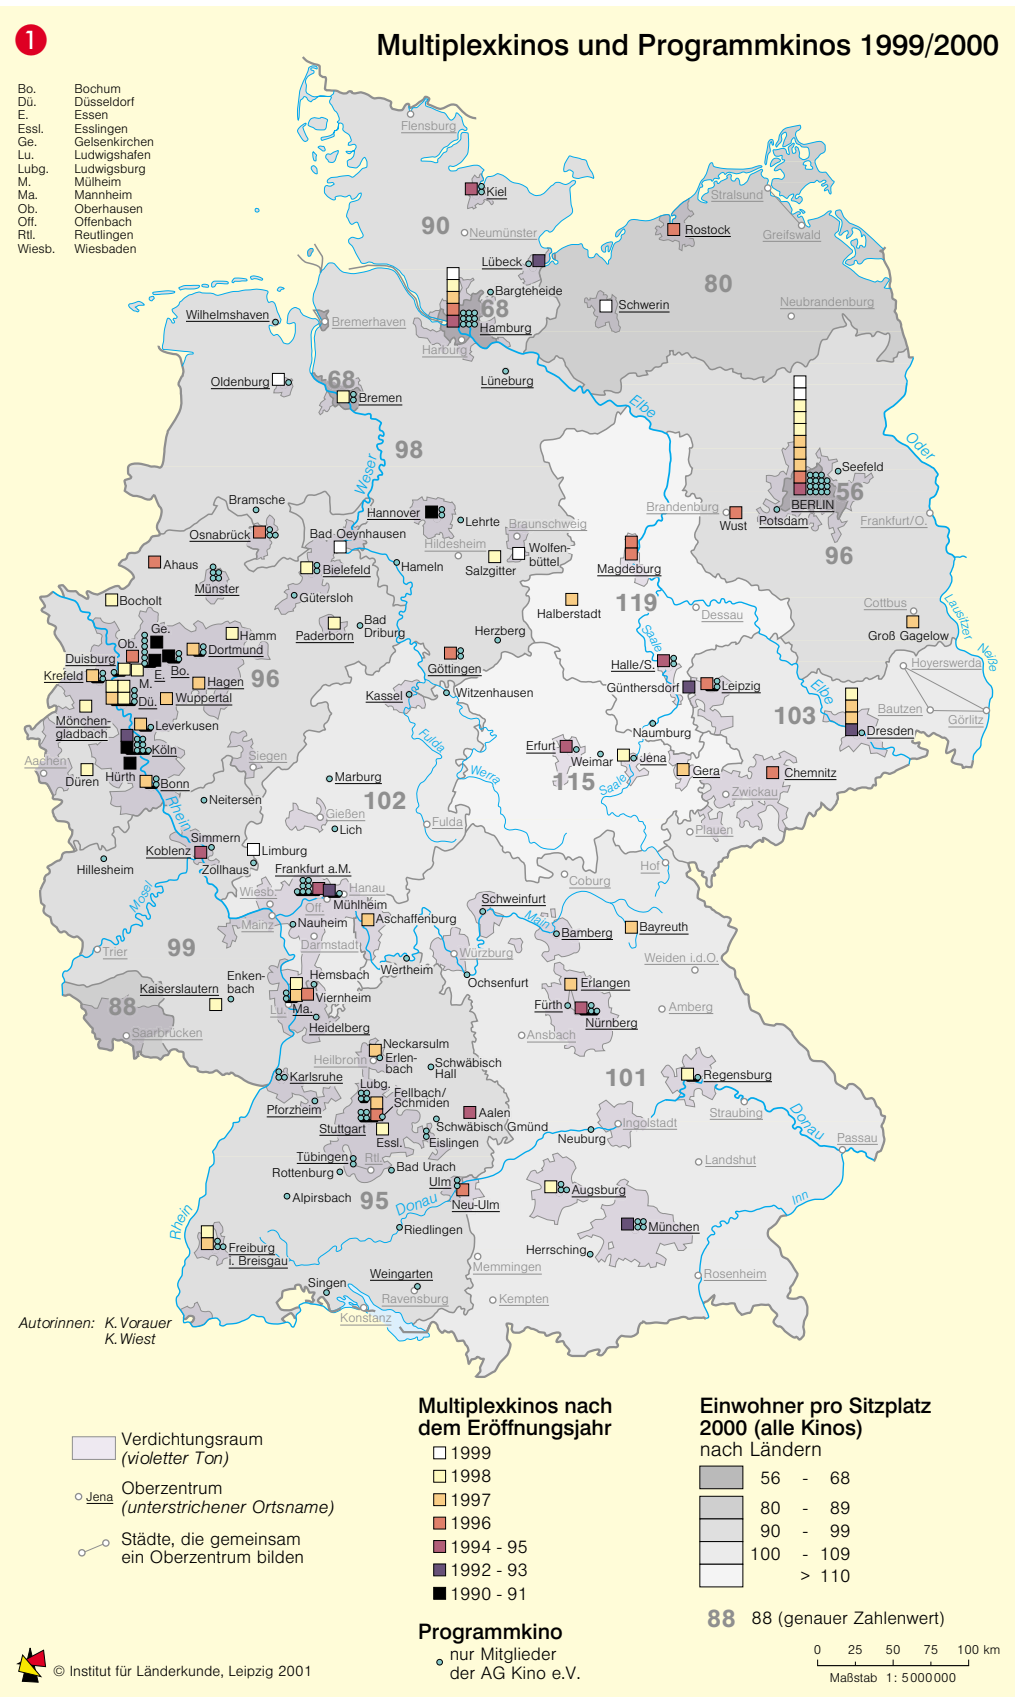 1
Multiplexkinos und Programmkinos 1999/2000
Bo. Bochum
Dü. Düsseldorf
E. Essen
Essl. Esslingen
Ge. Gelsenkirchen
Lu. Ludwigshafen
Lubg. Ludwigsburg
M. Mülheim
Ma. Mannheim
Ob. Oberhausen
Off. Offenbach
Rtl. Reutlingen
Wiesb. Wiesbaden
Flensburg
Kiel
Stralsund
90
Neumünster
Rostock
Greifswald
Lübeck
80
Bargteheide
68
Schwerin
Neubrandenburg
Wilhelmshaven
Bremerhaven
Hamburg
Harburg
Oldenburg
68
Bremen
Lüneburg
Elbe
98
Weser
Oder
Seefeld
56
BERLIN
Bramsche
Hannover
Lehrte
Braunschweig
Brandenburg
Wust
Potsdam
Frankfurt/O.
Osnabrück
Bad Oeynhausen
Hildesheim
Wolfen-
büttel
96
Ahaus
Bielefeld
Hameln
Salzgitter
Magdeburg
Münster
Gütersloh
119
Bocholt
Halberstadt
Dessau
Cottbus
Lausitzer
Neiße
Groß Gagelow
Ge.
Hamm
Paderborn
Bad
Driburg
Herzberg
Saale
Ob.
Dortmund
Göttingen
Halle/S.
Hoyerswerda
Duisburg
E.
Bo.
96
Krefeld
M.
Hagen
Kassel
Witzenhausen
Günthersdorf
Leipzig
Elbe
Bautzen
Görlitz
Dü.
Wuppertal
103
Mönchen-
gladbach
Leverkusen
Naumburg
Dresden
Köln
Fulda
Erfurt
Weimar
Jena
Aachen
Siegen
Werra
Düren
Hürth
Bonn
Marburg
115
Saale
Gera
Chemnitz
Neitersen
102
Zwickau
Rhein
Gießen
Lich
Fulda
Plauen
Simmern
Koblenz
Limburg
Hillesheim
Zollhaus
Hof
Mosel
Frankfurt a.M.
Coburg
Wiesb.
Hanau
Off.
Mühlheim
Schweinfurt
Mainz
Nauheim
Aschaffenburg
Main
Bamberg
Bayreuth
Trier
99
Darmstadt
Würzburg
Weiden i.d.O.
Wertheim
Enken-
bach
Hemsbach
Ochsenfurt
Kaiserslautern
Viernheim
Erlangen
88
Lu.
Ma.
Fürth
Amberg
Heidelberg
Nürnberg
Saarbrücken
Ansbach
Neckarsulm
Heilbronn
Erlen-
bach
Schwäbisch
Hall
101
Regensburg
Karlsruhe
Lubg.
Fellbach/
Schmiden
Pforzheim
Aalen
Straubing
Donau
Stuttgart
Schwäbisch Gmünd
Ingolstadt
Essl.
Eislingen
Neuburg
Passau
Tübingen
Rtl.
Landshut
Rottenburg
Bad Urach
Ulm
Augsburg
Alpirsbach
95
Donau
Neu-Ulm
Inn
Rhein
Riedlingen
München
Freiburg
i. Breisgau
Herrsching
Memmingen
Weingarten
Rosenheim
Singen
Ravensburg
Kempten
Konstanz
Autorinnen: K. Vorauer
K. Wiest
Verdichtungsraum
(violetter Ton)
Jena
Oberzentrum
(unterstrichener Ortsname)
Städte, die gemeinsam
ein Oberzentrum bilden
Multiplexkinos nach
dem Eröffnungsjahr
1999
1998
1997
1996
1994 - 95
1992 - 93
1990 - 91
Programmkino
nur Mitglieder
der AG Kino e.V.
Einwohner pro Sitzplatz
2000 (alle Kinos)
nach Ländern
56 - 68
80 - 89
90 - 99
100 - 109
> 110
88 88 (genauer Zahlenwert)
0 25 50 75 100 km
Maßstab 1: 5000000
© Institut für Länderkunde, Leipzig 2001